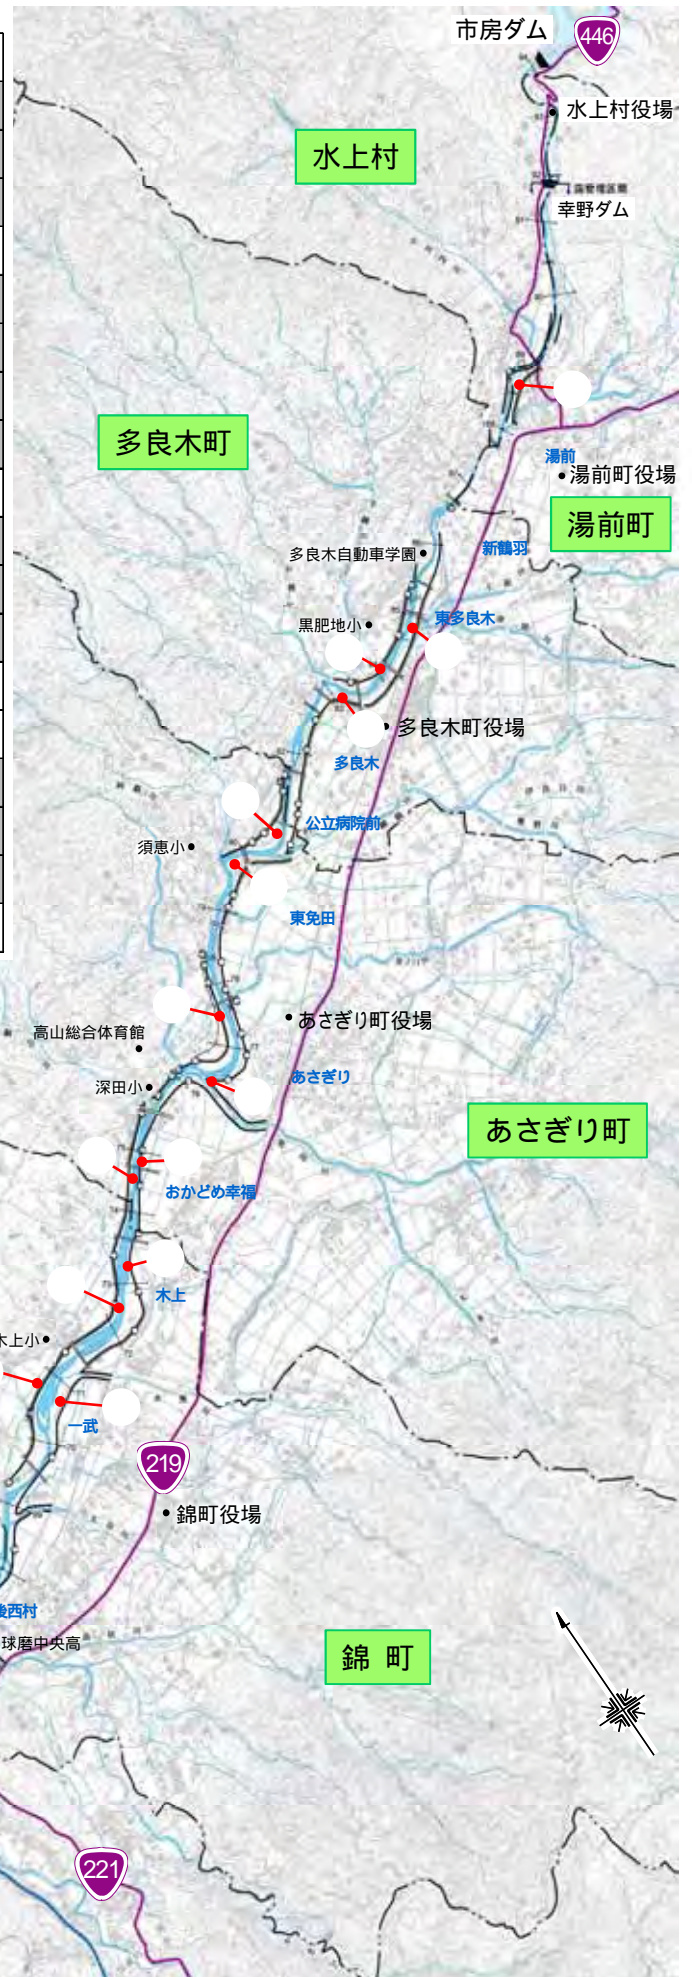 市房ダム
446
水上村役場
水上村
幸野ダム
多良木町
湯前
湯前町役場
湯前町
新鶴羽
多良木自動車学園
東多良木
黒肥地小
多良木町役場
多良木
公立病院前
須恵小
東免田
あさぎり町役場
高山総合体育館
あさぎり
深田小
あさぎり町
おかどめ幸福
木上
木上小
一武
219
錦町役場
後西村
球磨中央高
錦 町
221